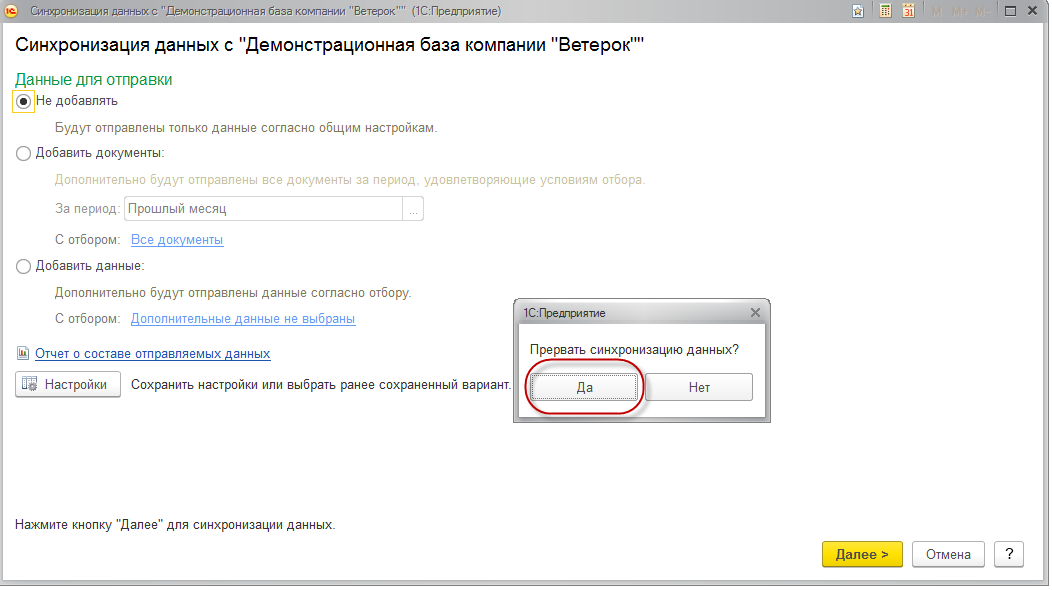 Синхронизация данных с "Демонстрационная база компании "Ветерок"" (1С:Предприятие)
31 M M+ M-
Синхронизация данных с "Демонстрационная база компании "Ветерок""
Данные для отправки
Не добавлять
Будут отправлены только данные согласно общим настройкам.
Добавить документы:
Дополнительно будут отправлены все документы за период, удовлетворяющие условиям отбора.
За период: Прошлый месяц ...
С отбором: Все документы
Добавить данные:
Дополнительно будут отправлены данные согласно отбору.
С отбором: Дополнительные данные не выбраны
1С:Предприятие
Прервать синхронизацию данных?
Да Нет
Отчет о составе отправляемых данных
Настройки Сохранить настройки или выбрать ранее сохраненный вариант.
Нажмите кнопку "Далее" для синхронизации данных.
Далее > Отмена ?